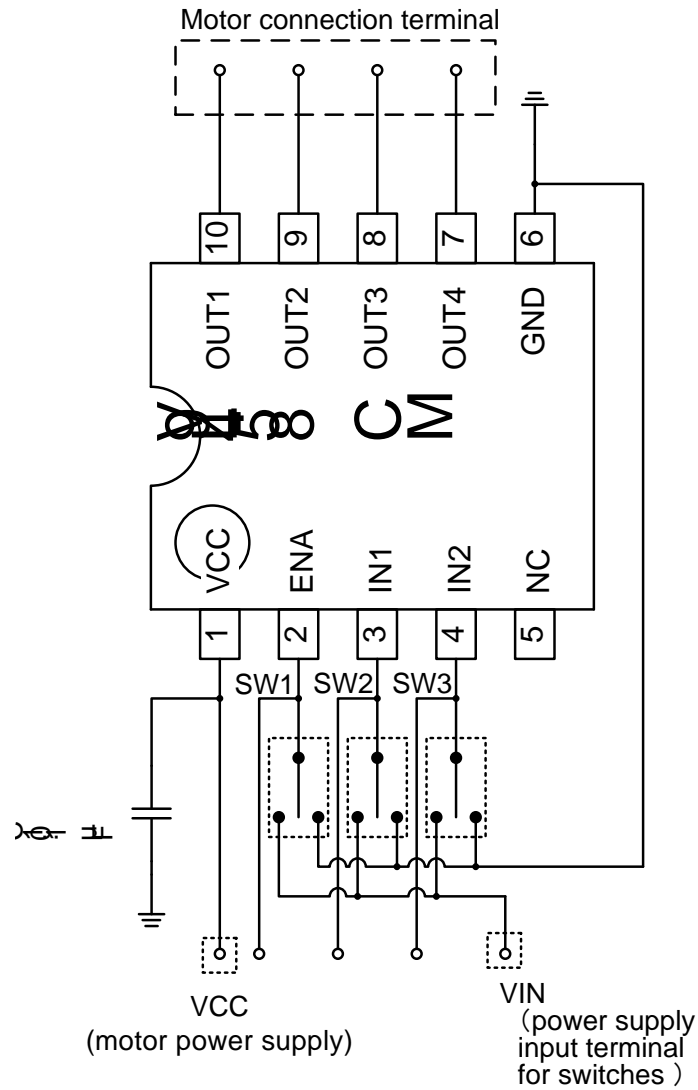 Motor connection terminal
10 9 8 7 6
OUT1 OUT2 OUT3 OUT4 GND
VCC ENA IN1 IN2 NC
1 2 3 4 5
SW1 SW2 SW3
VCC
(motor power supply)
VIN
(power supply
input terminal
for switches )